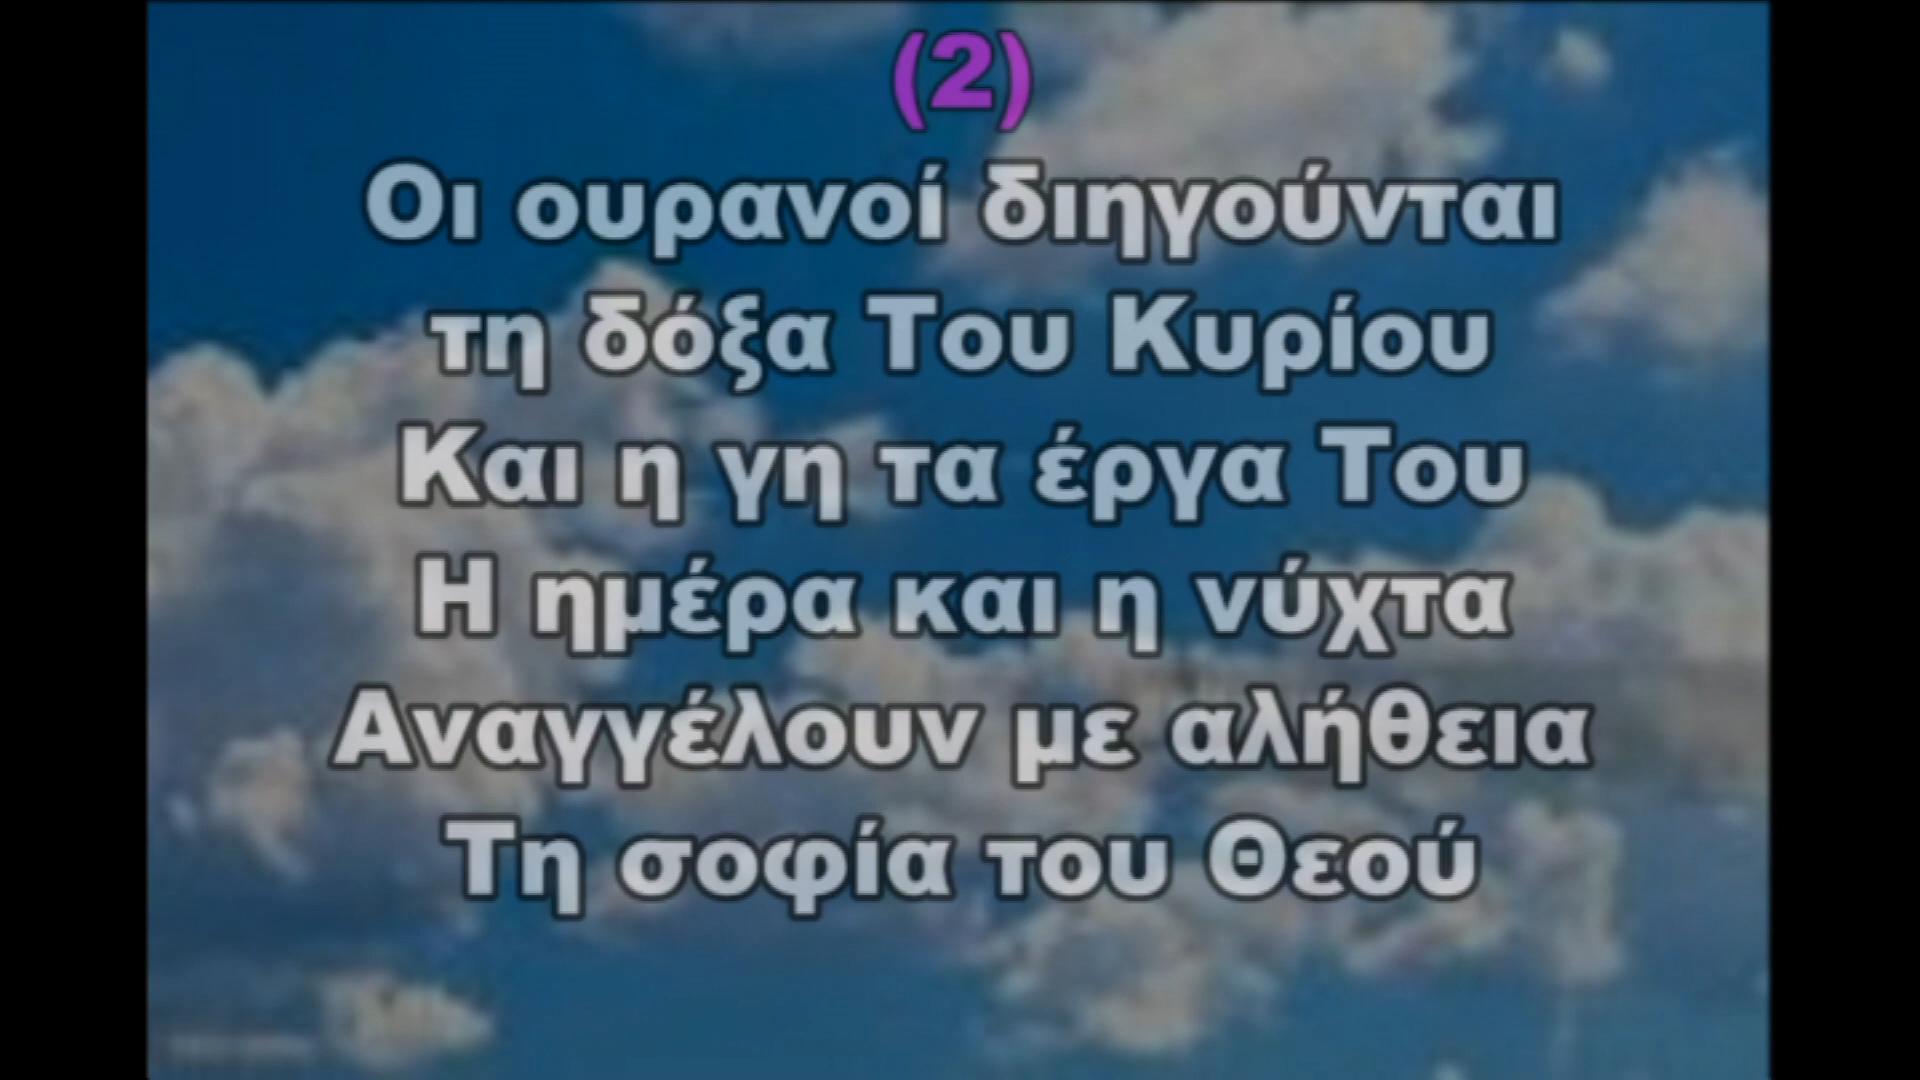 (2)
Οι ουρανοί διηγούνται
τη δόξα Του Κυρίου
Και η γη τα έργα Του
Η ημέρα και η νύχτα
Αναγγέλουν με αλήθεια
Τη σοφία του Θεού